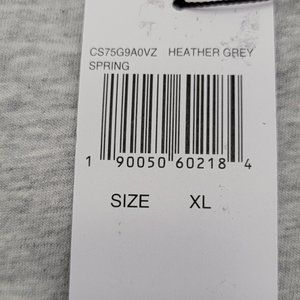 CS75G9A0VZ HEATHER GREY
SPRING
1 90050 60218 4
SIZE XL